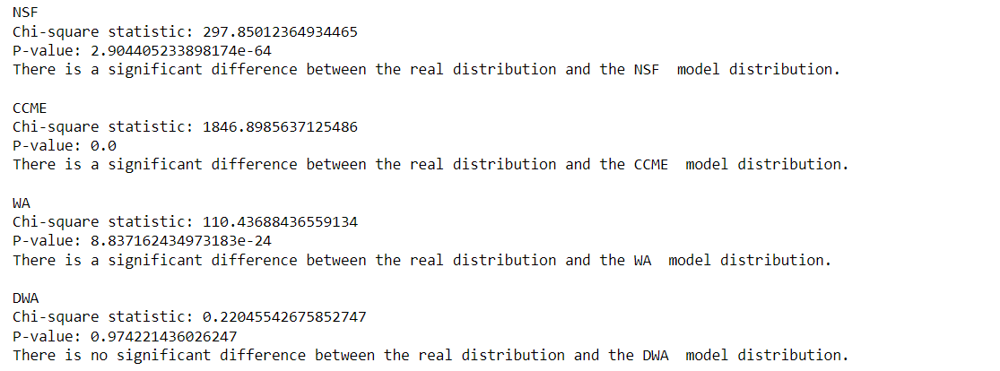 NSF
Chi-square statistic: 297.85012364934465
P-value: 2.904405233898174e-64
There is a significant difference between the real distribution and the NSF  model distribution.
CCME
Chi-square statistic: 1846.8985637125486
P-value: 0.0
There is a significant difference between the real distribution and the CCME  model distribution.
WA
Chi-square statistic: 110.43688436559134
P-value: 8.837162434973183e-24
There is a significant difference between the real distribution and the WA  model distribution.
DWA
Chi-square statistic: 0.22045542675852747
P-value: 0.974221436026247
There is no significant difference between the real distribution and the DWA  model distribution.